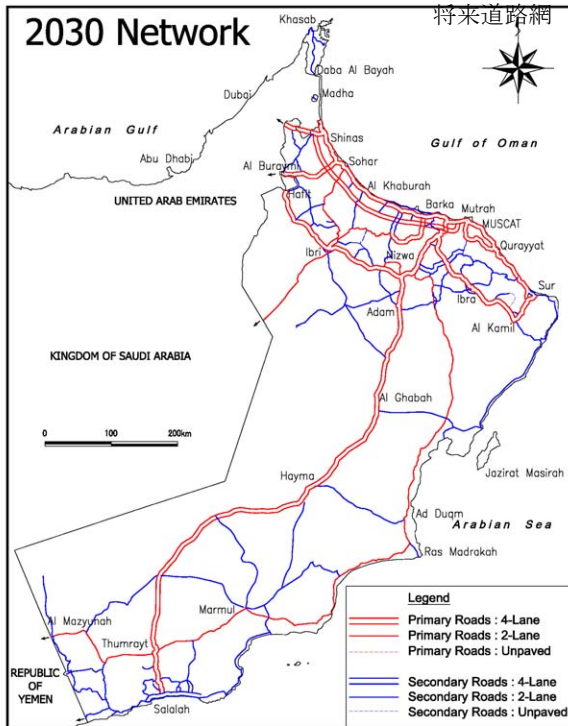 2030 Network
将来道路網
Khasab
Daba Al Bayah
Madha
Dubai
Shinas
Arabian Gulf
Gulf of Oman
Abu Dhabi
Sohar
Al Buraymi
Al Khaburah
UNITED ARAB EMIRATES
Hafit
Barka
Mutrah
MUSCAT
Qurayyat
Ibri
Nizwa
Sur
Ibra
Adam
Al Kamil
KINGDOM OF SAUDI ARABIA
Al Ghabah
0 100 200km
Hayma
Jazirat Masirah
Ad Duqm
Arabian Sea
Ras Madrakah
Legend
Al Mazyunah
Marmul
Primary Roads : 4-Lane
Primary Roads : 2-Lane
Thumrayt
Primary Roads : Unpaved
REPUBLIC
OF
YEMEN
Secondary Roads : 4-Lane
Secondary Roads : 2-Lane
Salalah
Secondary Roads : Unpaved